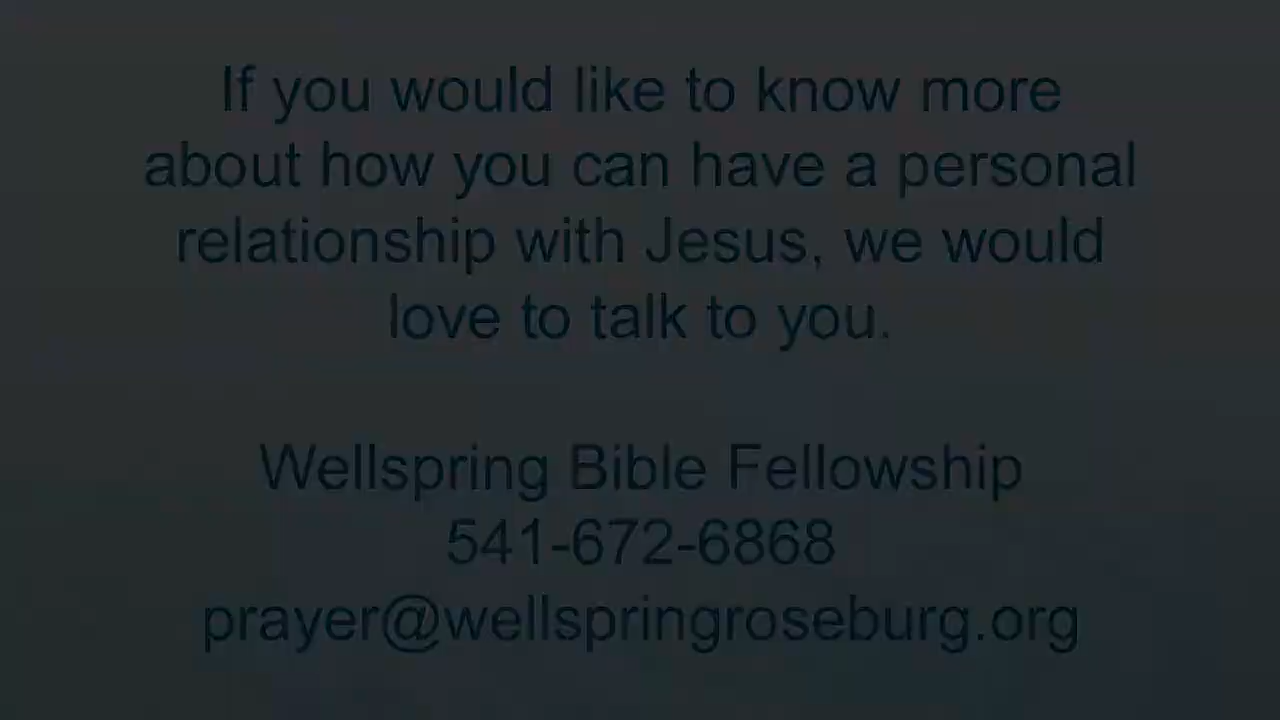 If you would like to know more
about how you can have a personal
relationship with Jesus, we would
love to talk to you.
Wellspring Bible Fellowship
541-672-6868
prayer@wellspringroseburg.org